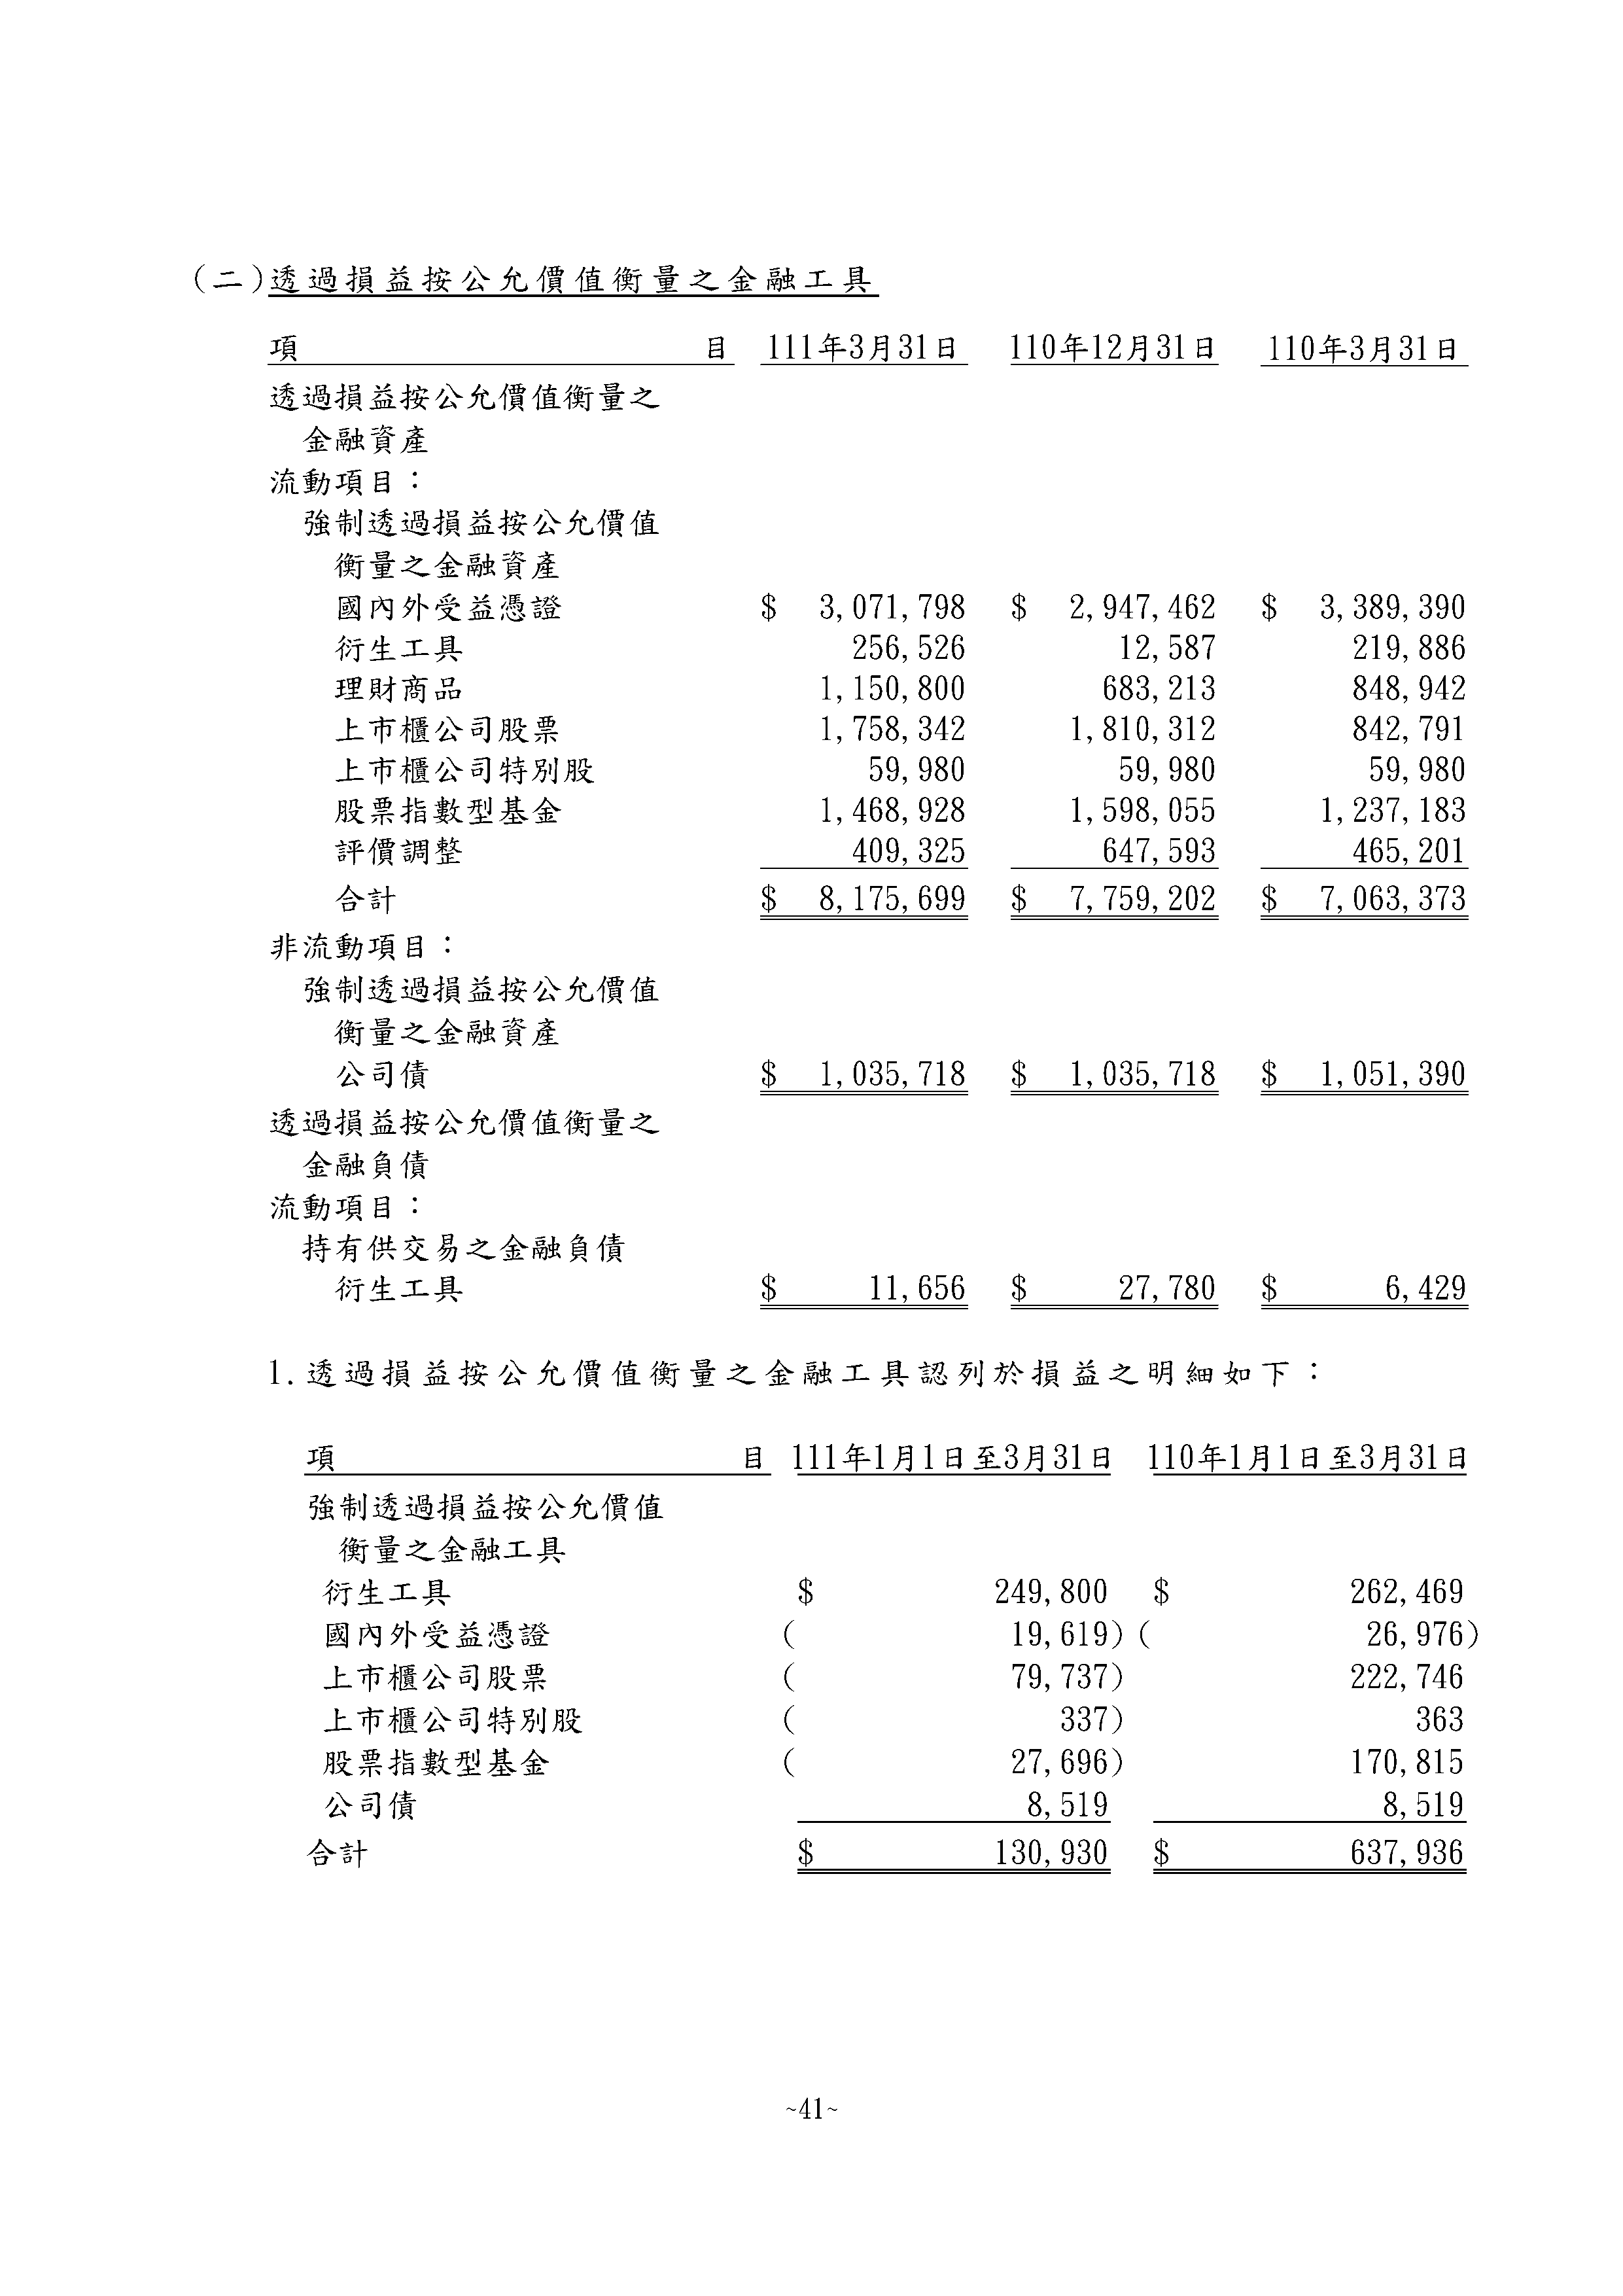 (二)透過損益按公允價值衡量之金融工具
項 目 111年3月31日 110年12月31日 110年3月31日
透過損益按公允價值衡量之
金融資產
流動項目：
強制透過損益按公允價值
衡量之金融資產
國內外受益憑證 $ 3,071,798 $ 2,947,462 $ 3,389,390
衍生工具 256,526 12,587 219,886
理財商品 1,150,800 683,213 848,942
上市櫃公司股票 1,758,342 1,810,312 842,791
上市櫃公司特別股 59,980 59,980 59,980
股票指數型基金 1,468,928 1,598,055 1,237,183
評價調整 409,325 647,593 465,201
合計 $ 8,175,699 $ 7,759,202 $ 7,063,373
非流動項目：
強制透過損益按公允價值
衡量之金融資產
公司債 $ 1,035,718 $ 1,035,718 $ 1,051,390
透過損益按公允價值衡量之
金融負債
流動項目：
持有供交易之金融負債
衍生工具 $ 11,656 $ 27,780 $ 6,429
1.透過損益按公允價值衡量之金融工具認列於損益之明細如下：
項 目 111年1月1日至3月31日 110年1月1日至3月31日
強制透過損益按公允價值
衡量之金融工具
衍生工具 $ 249,800 $ 262,469
國內外受益憑證 ( 19,619) ( 26,976)
上市櫃公司股票 ( 79,737) 222,746
上市櫃公司特別股 ( 337) 363
股票指數型基金 ( 27,696) 170,815
公司債 8,519 8,519
合計 $ 130,930 $ 637,936
~41~